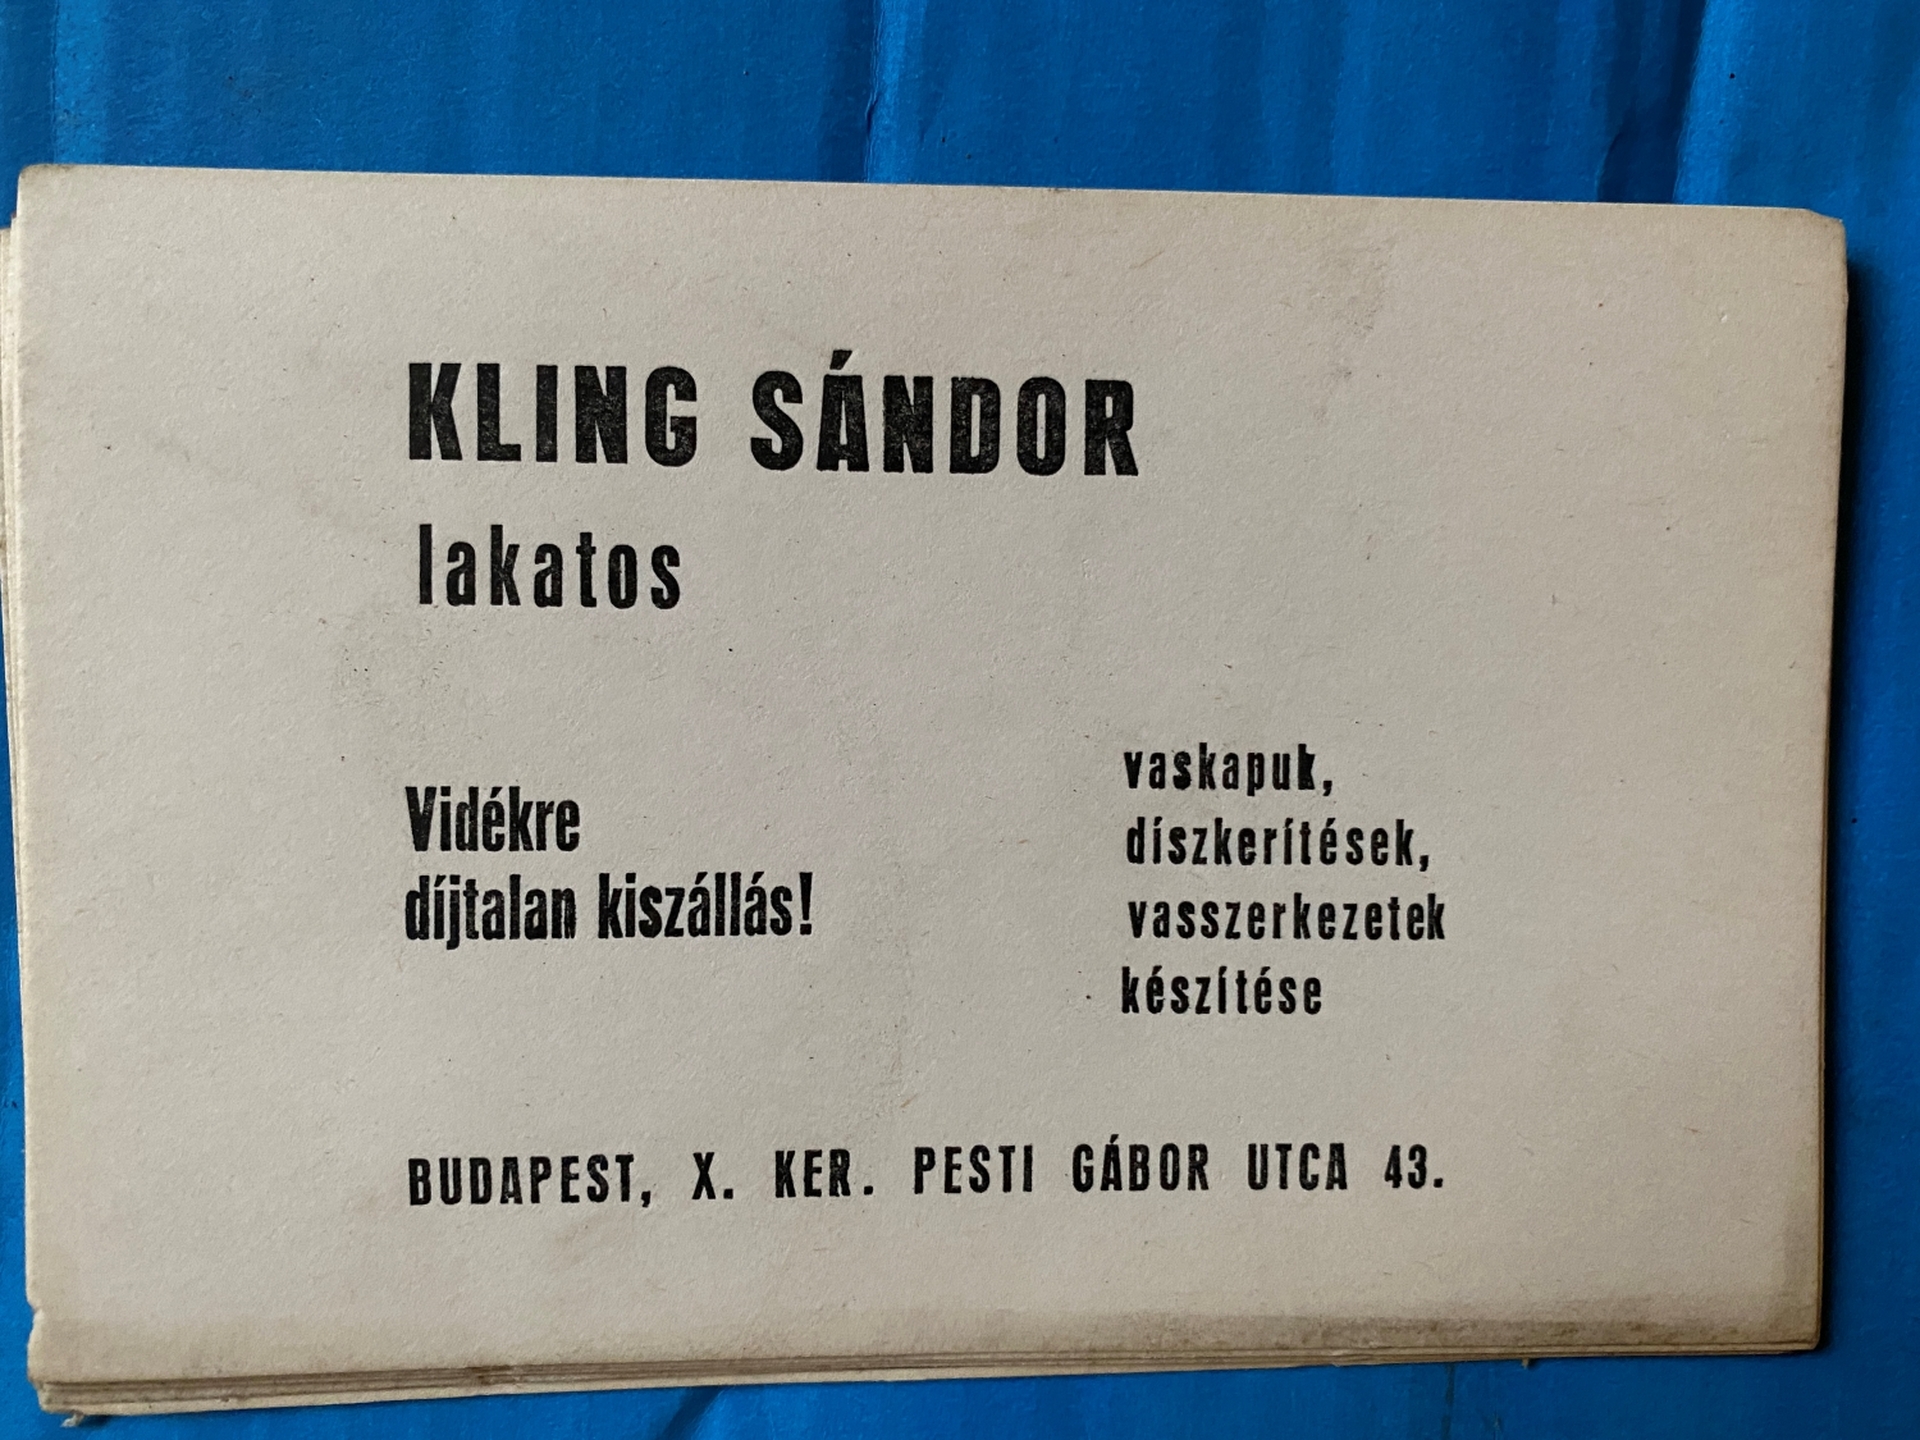 KLING SÁNDOR
lakatos
Vidékre
díjtalan kiszállás!
vaskapuk,
díszkerítések,
vasszerkezetek
készítése
BUDAPEST, X. KER. PESTI GÁBOR UTCA 43.